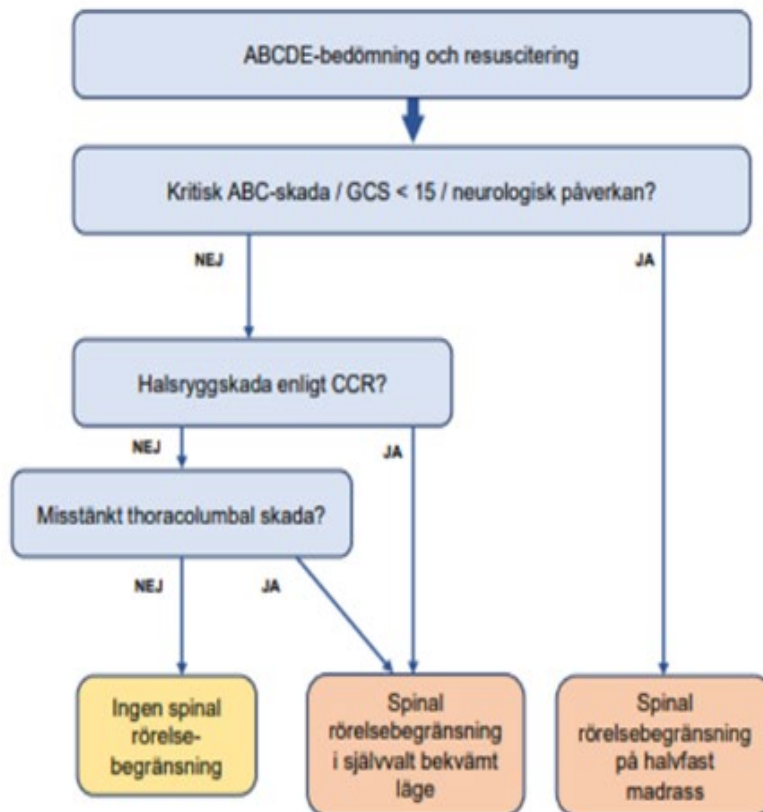 ABCDE-bedömning och resuscitering
Kritisk ABC-skada / GCS < 15 / neurologisk påverkan?
NEJ
JA
Halsryggskada enligt CCR?
NEJ
JA
Misstänkt thoracolumbal skada?
NEJ
JA
Ingen spinal
rörelse-
begränsning
Spinal
rörelsebegränsning
i självvalt bekvämt
läge
Spinal
rörelsebegränsning
på halvfast
madrass